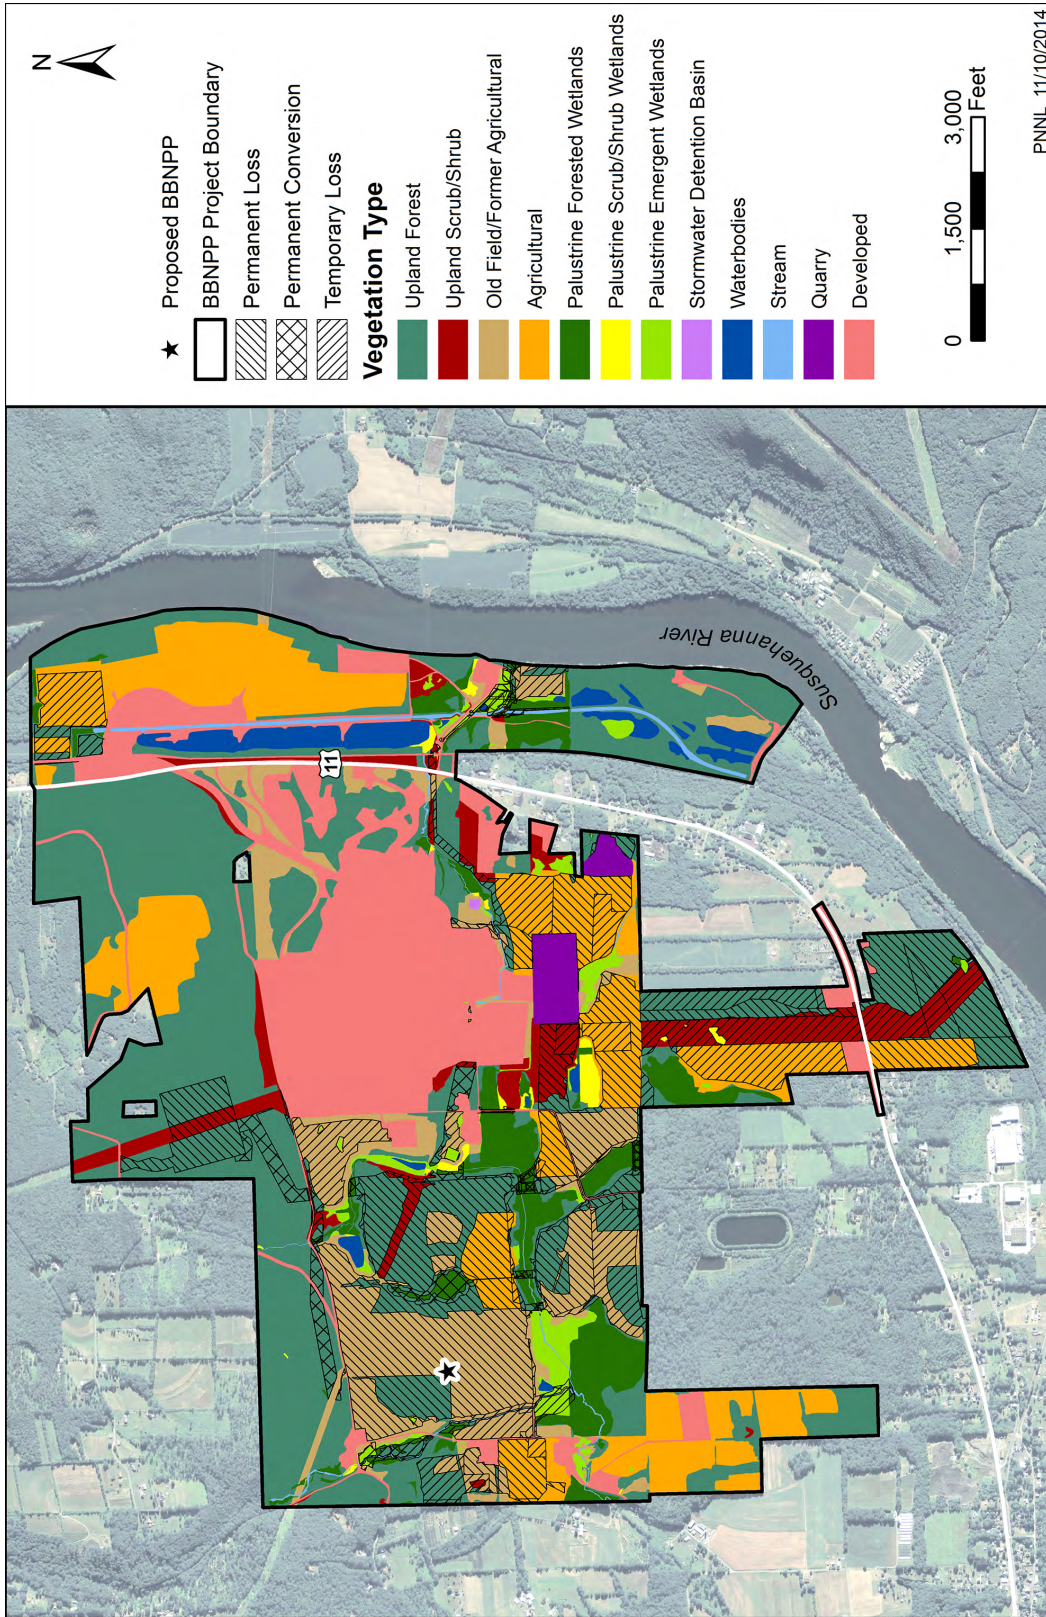 N
Proposed BBNPP
BBNPP Project Boundary
Permanent Loss
Permanent Conversion
Temporary Loss
Vegetation Type
Upland Forest
Upland Scrub/Shrub
Old Field/Former Agricultural
Agricultural
Palustrine Forested Wetlands
Palustrine Scrub/Shrub Wetlands
Palustrine Emergent Wetlands
Stormwater Detention Basin
Waterbodies
Stream
Quarry
Developed
0 1,500 3,000
Feet
PNNL 11/10/2014
11
Susquehanna River